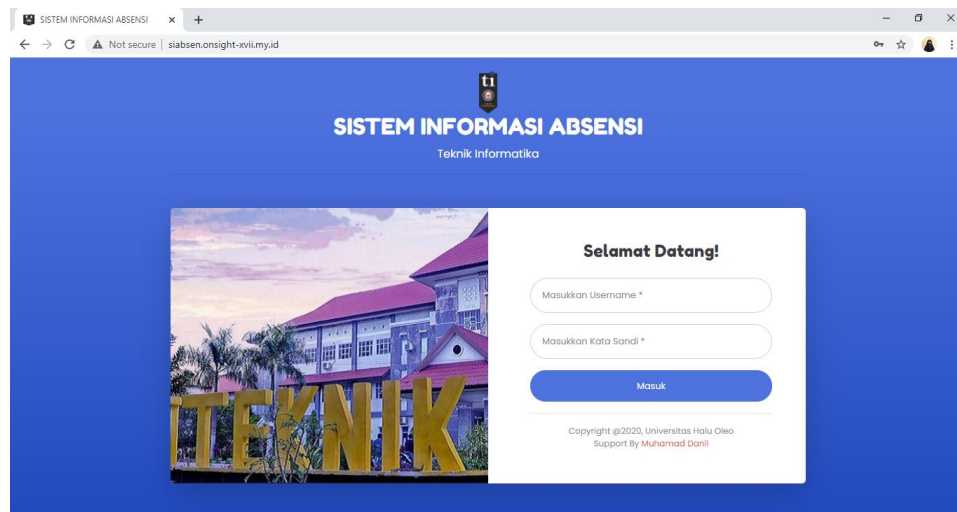 SISTEM INFORMASI ABSENSI
Not secure
siabsen.onsight-xvii.my.id
ti
SISTEM INFORMASI ABSENSI
Teknik Informatika
TEKNIK
Selamat Datang!
Masukkan Username *
Masukkan Kata Sandi *
Masuk
Copyright @2020, Universitas Halu Oleo
Support By Muhamad Danil